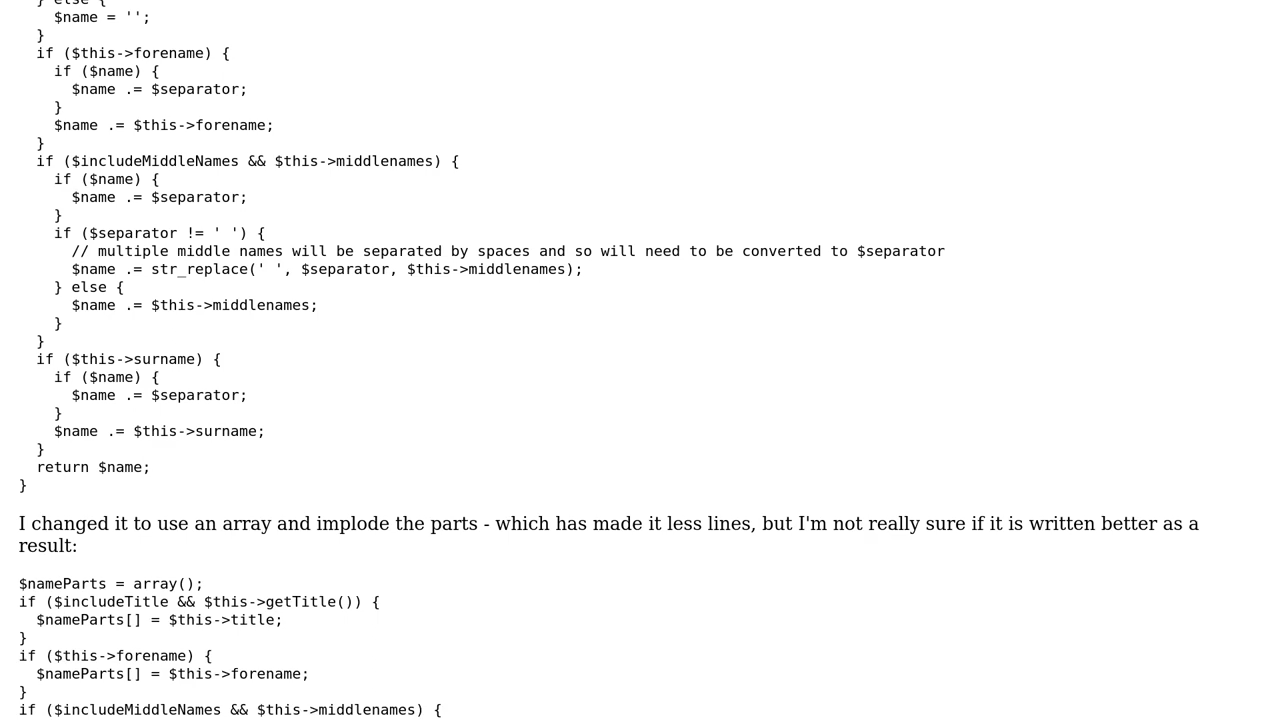 } else {
    $name = '';
  }
  if ($this->forename) {
    if ($name) {
      $name .= $separator;
    }
    $name .= $this->forename;
  }
  if ($includeMiddleNames && $this->middlenames) {
    if ($name) {
      $name .= $separator;
    }
    if ($separator != ' ') {
      // multiple middle names will be separated by spaces and so will need to be converted to $separator
      $name .= str_replace(' ', $separator, $this->middlenames);
    } else {
      $name .= $this->middlenames;
    }
  }
  if ($this->surname) {
    if ($name) {
      $name .= $separator;
    }
    $name .= $this->surname;
  }
  return $name;
}
I changed it to use an array and implode the parts - which has made it less lines, but I'm not really sure if it is written better as a
result:
$nameParts = array();
if ($includeTitle && $this->getTitle()) {
  $nameParts[] = $this->title;
}
if ($this->forename) {
  $nameParts[] = $this->forename;
}
if ($includeMiddleNames && $this->middlenames) {